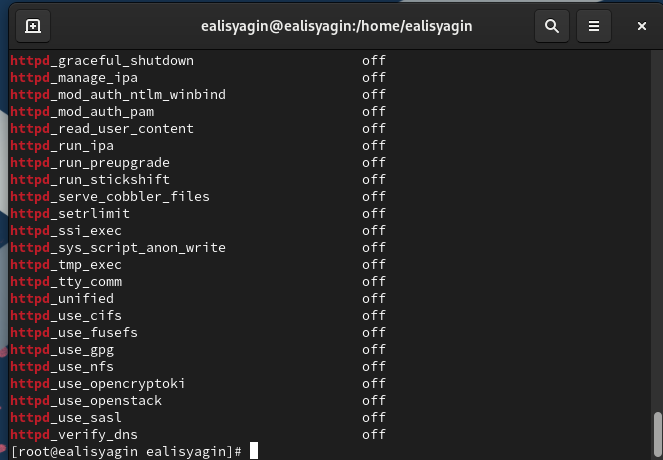 ealisyagin@ealisyagin:/home/ealisyagin
httpd_graceful_shutdown off
httpd_manage_ipa off
httpd_mod_auth_ntlm_winbind off
httpd_mod_auth_pam off
httpd_read_user_content off
httpd_run_ipa off
httpd_run_preupgrade off
httpd_run_stickshift off
httpd_serve_cobbler_files off
httpd_setrlimit off
httpd_ssi_exec off
httpd_sys_script_anon_write off
httpd_tmp_exec off
httpd_tty_comm off
httpd_unified off
httpd_use_cifs off
httpd_use_fusefs off
httpd_use_gpg off
httpd_use_nfs off
httpd_use_opencryptoki off
httpd_use_openstack off
httpd_use_sasl off
httpd_verify_dns off
[root@ealisyagin ealisyagin]#